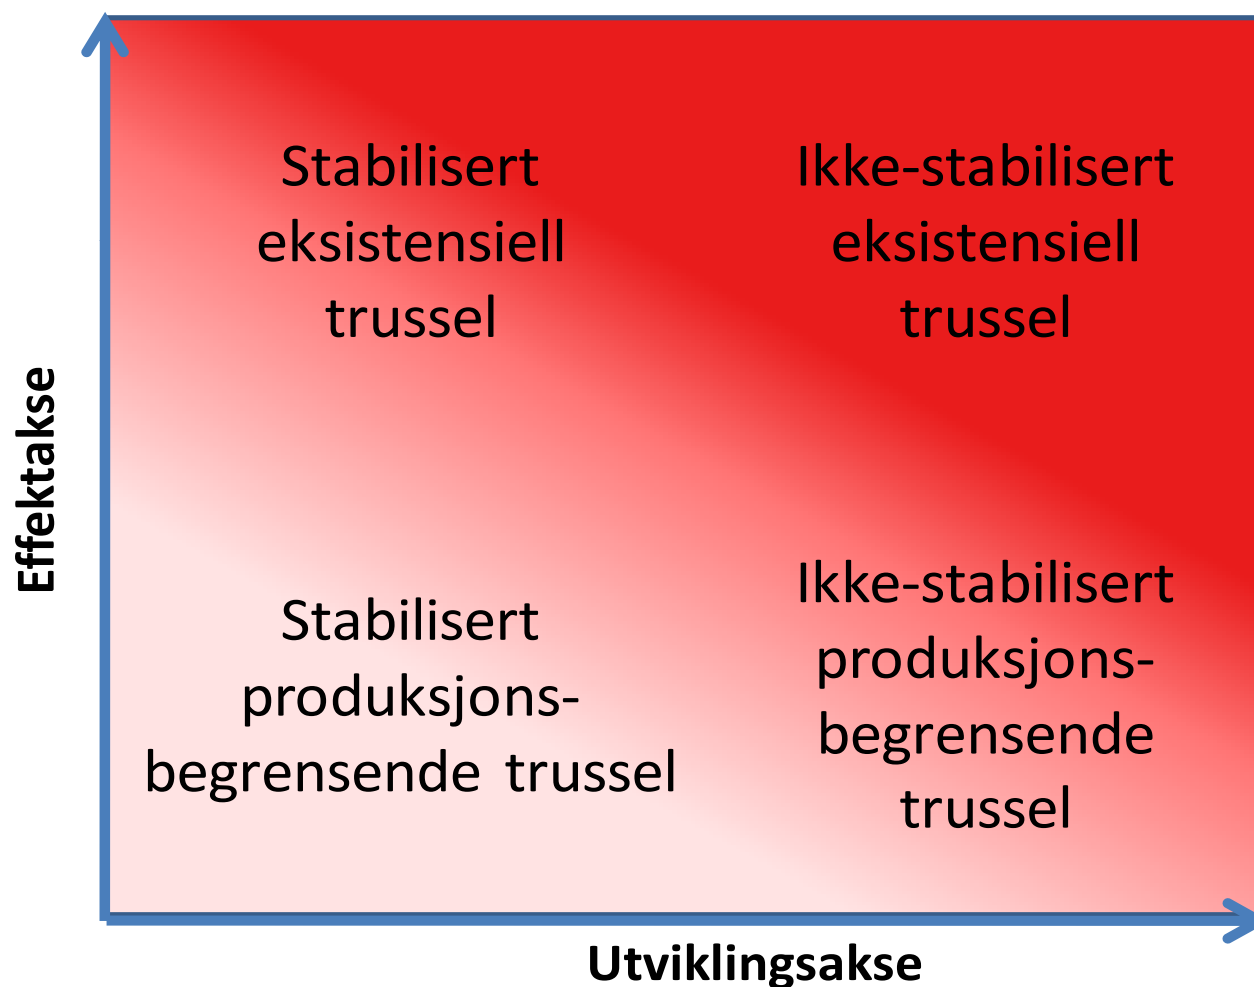 Stabilisert
eksistensiell
trussel
Ikke-stabilisert
eksistensiell
trussel
Effektakse
Stabilisert
produksjons-
begrensende trussel
Ikke-stabilisert
produksjons-
begrensende
trussel
Utviklingsakse